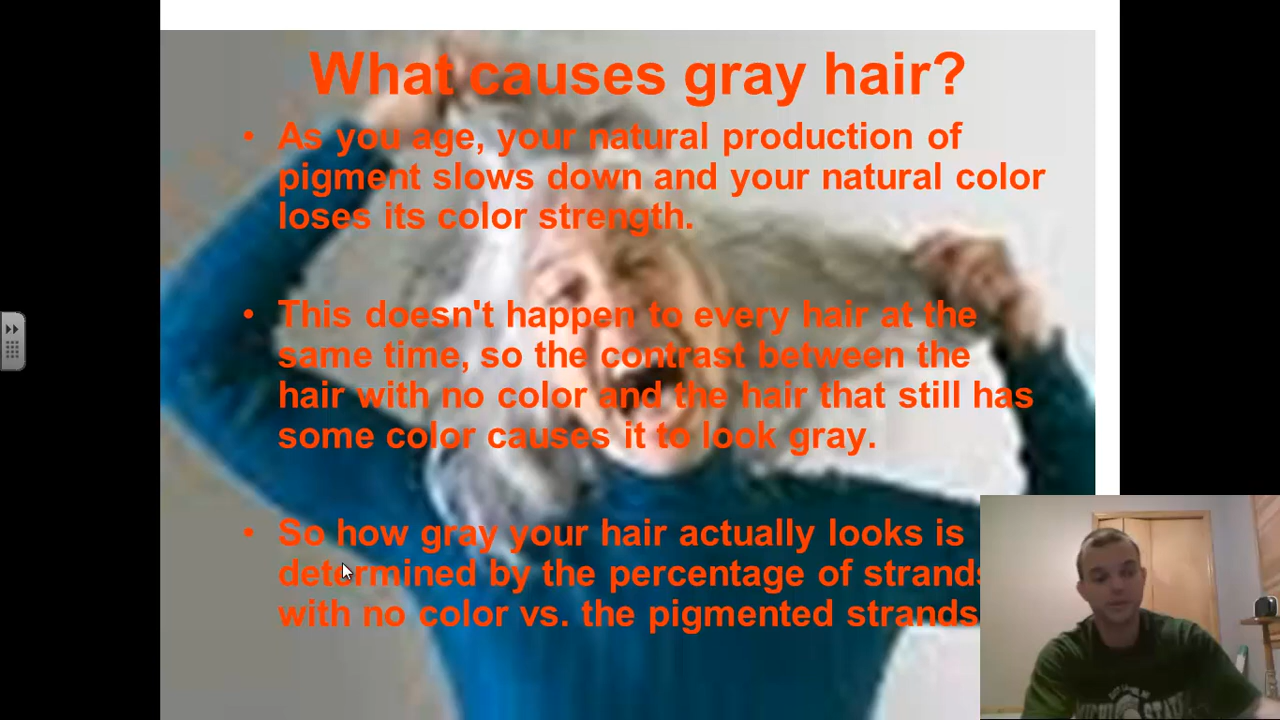 What causes gray hair?
• As you age, your natural production of
pigment slows down and your natural color
loses its color strength.
• This doesn't happen to every hair at the
same time, so the contrast between the
hair with no color and the hair that still has
some color causes it to look gray.
• So how gray your hair actually looks is
determined by the percentage of strands
with no color vs. the pigmented strands